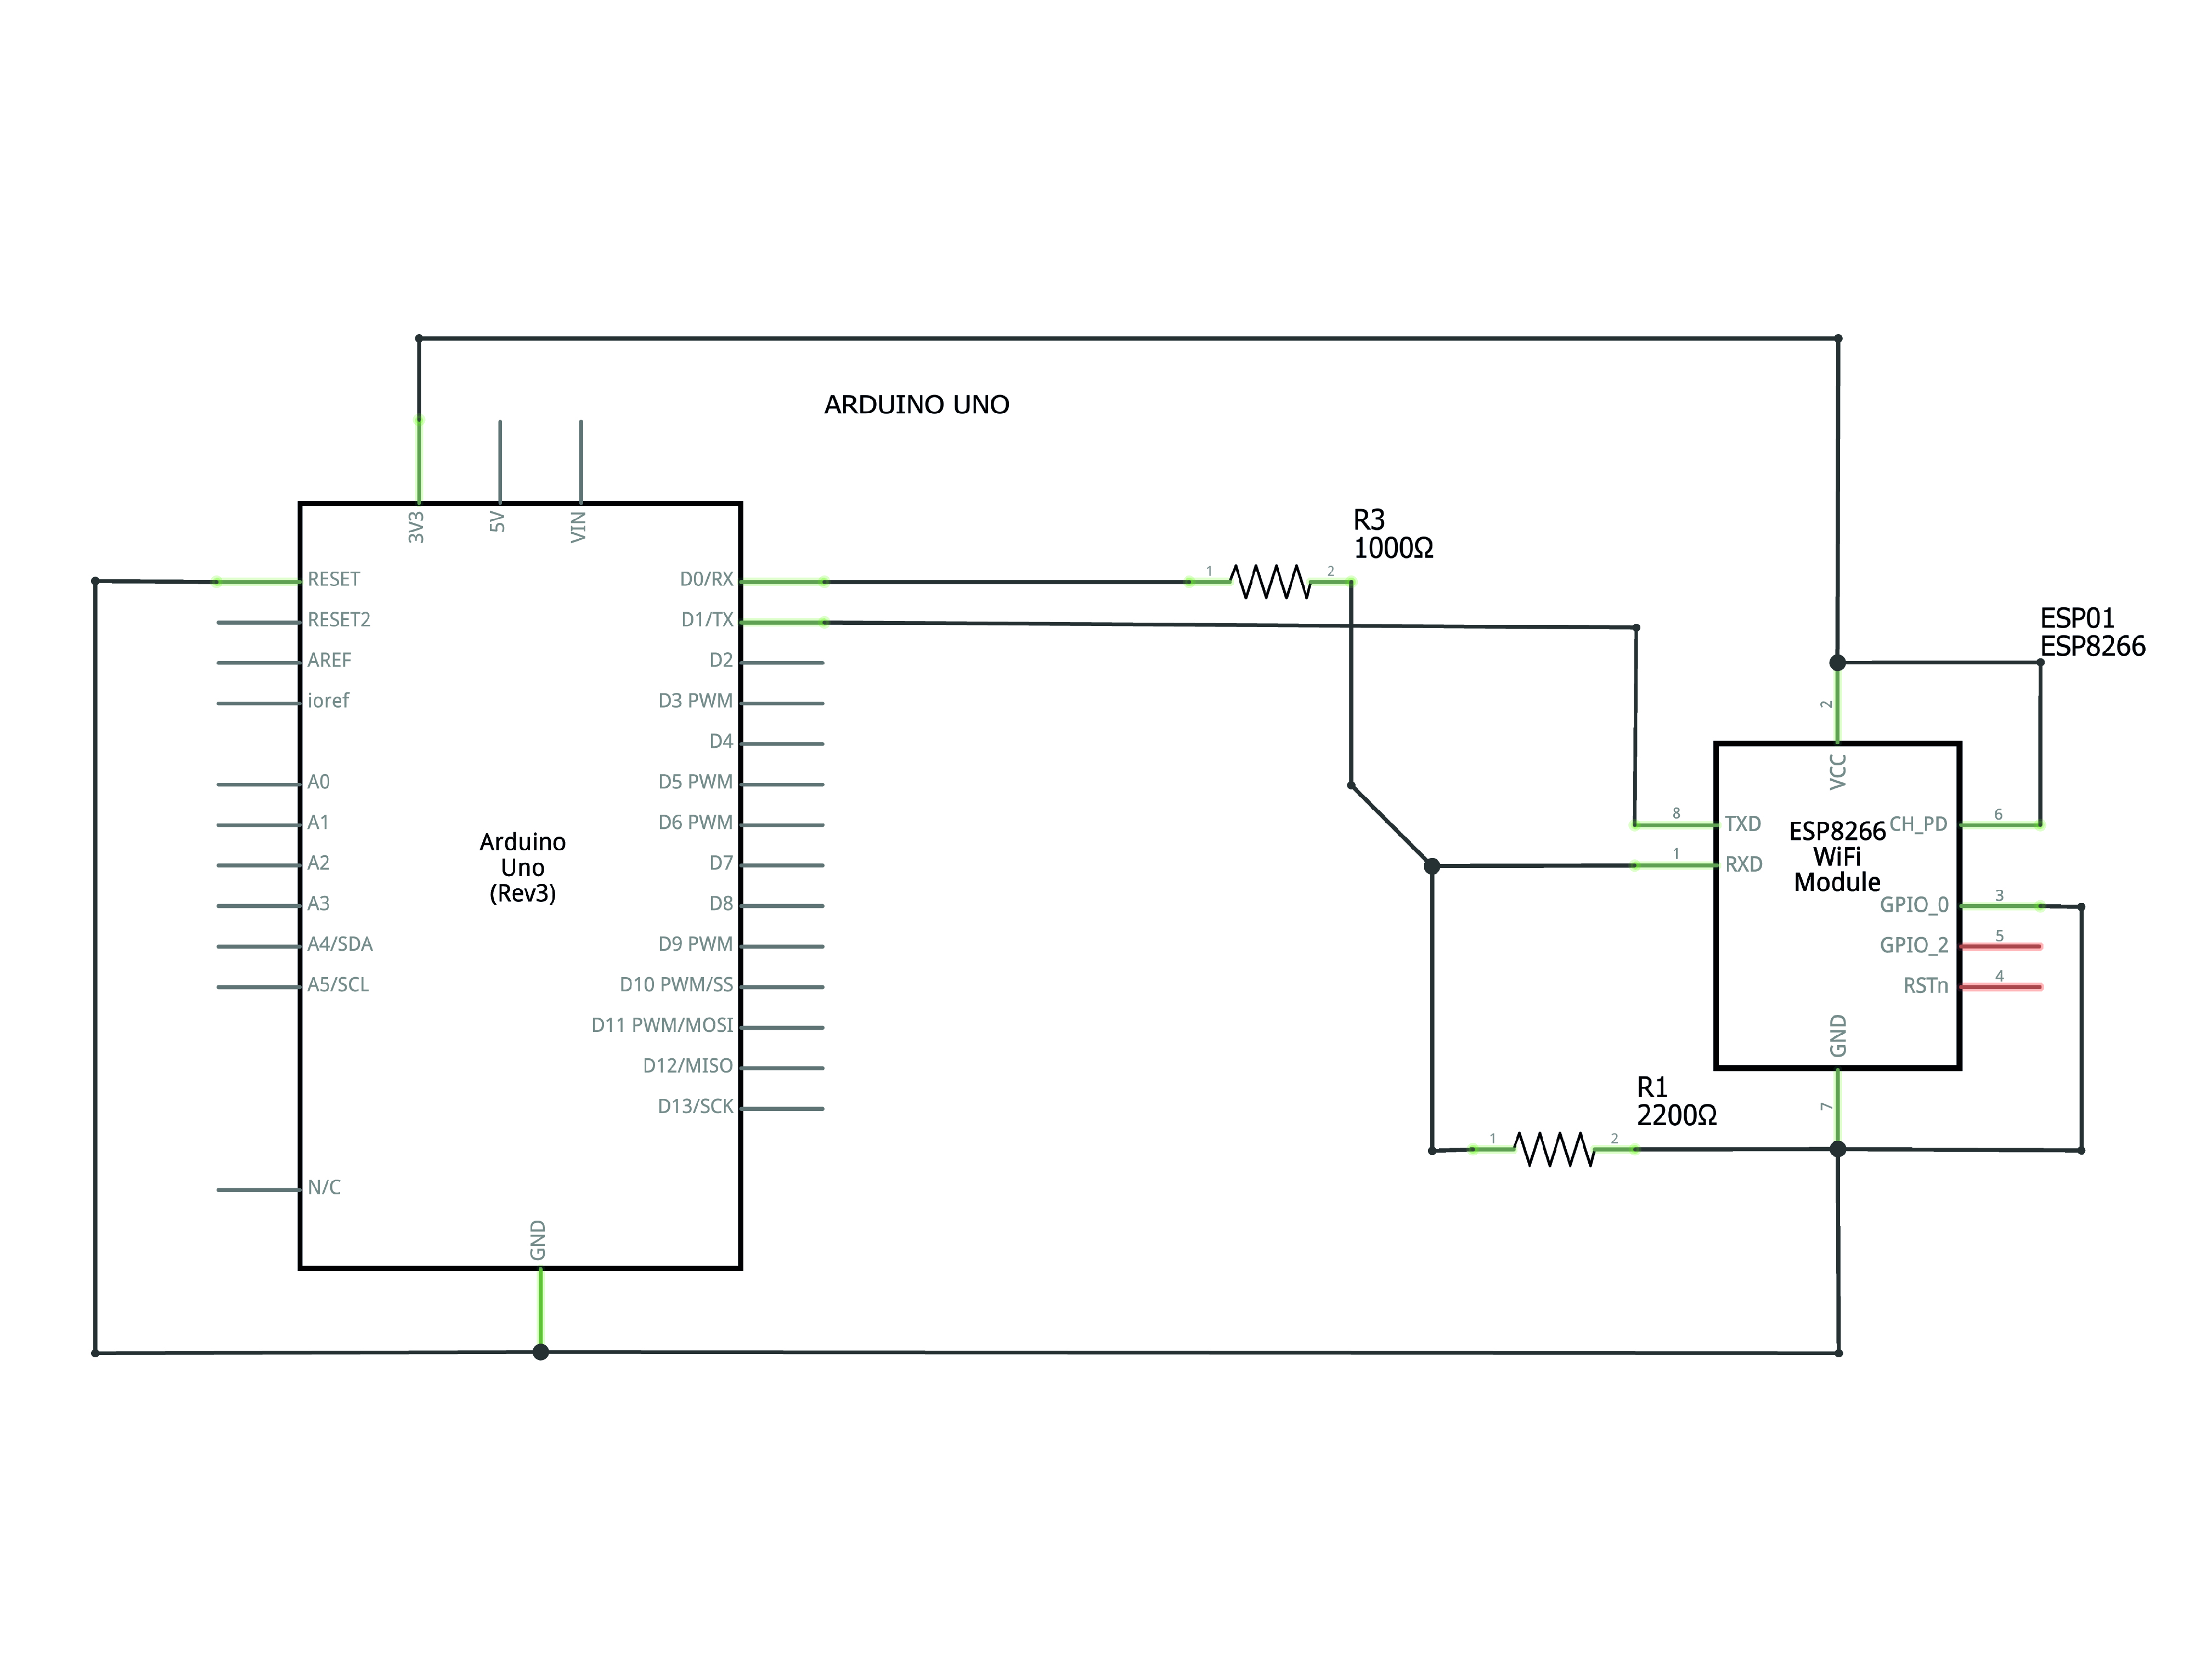 ARDUINO UNO
3V3
5V
VIN
RESET
RESET2
AREF
ioref
A0
A1
A2
A3
A4/SDA
A5/SCL
N/C
GND
Arduino
Uno
(Rev3)
D0/RX
D1/TX
D2
D3 PWM
D4
D5 PWM
D6 PWM
D7
D8
D9 PWM
D10 PWM/SS
D11 PWM/MOSI
D12/MISO
D13/SCK
R3
1000Ω
1
2
ESP01
ESP8266
2
VCC
8
TXD
1
RXD
ESP8266
WiFi
Module
CH_PD
6
GPIO_0
3
GPIO_2
5
RSTn
4
GND
7
R1
2200Ω
1
2